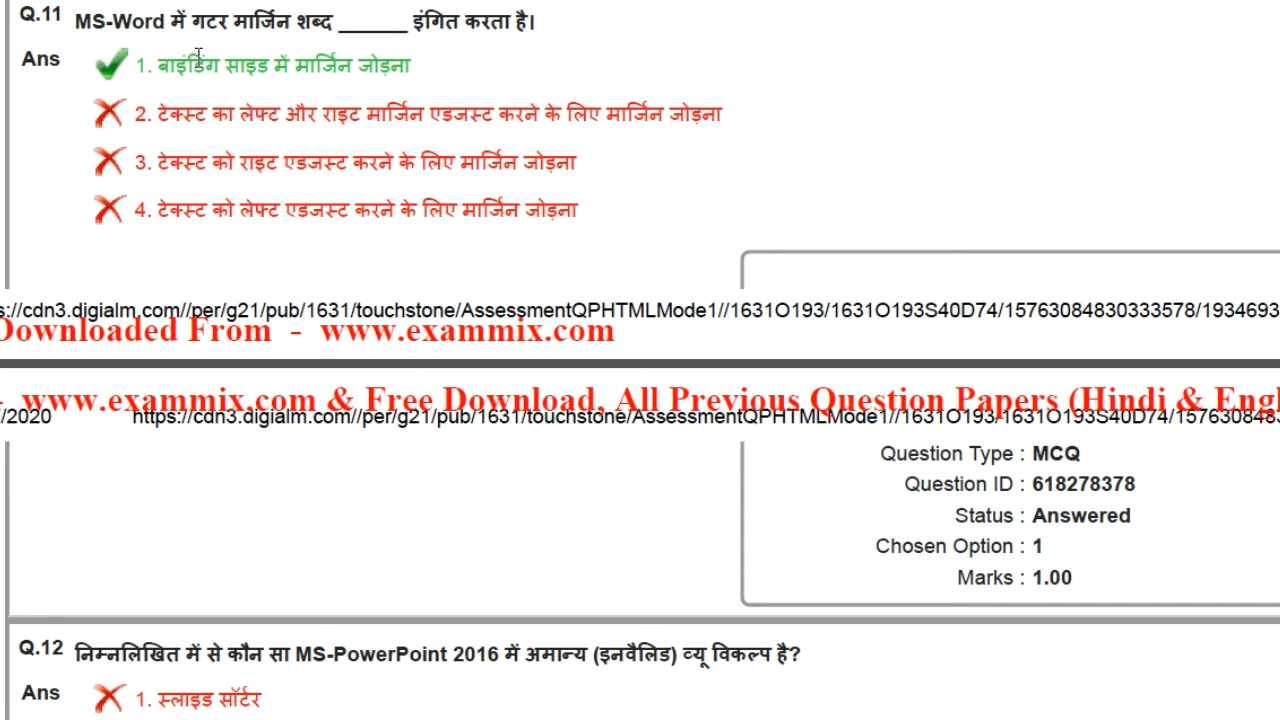 Q.11 MS-Word में गटर मार्जिन शब्द ______ इंगित करता है।
Ans 1. बाइंडिंग साइड में मार्जिन जोड़ना
2. टेक्स्ट का लेफ्ट और राइट मार्जिन एडजस्ट करने के लिए मार्जिन जोड़ना
3. टेक्स्ट को राइट एडजस्ट करने के लिए मार्जिन जोड़ना
4. टेक्स्ट को लेफ्ट एडजस्ट करने के लिए मार्जिन जोड़ना
s://cdn3.digialm.com//per/g21/pub/1631/touchstone/AssessmentQPHTMLMode1//1631O193/1631O193S40D74/15763084830333578/1934693
Downloaded From - www.exammix.com
- www.exammix.com & Free Download, All Previous Question Papers (Hindi & Engl
/2020 https://cdn3.digialm.com//per/g21/pub/1631/touchstone/AssessmentQPHTMLMode1//1631O193/1631O193S40D74/157630848
Question Type : MCQ
Question ID : 618278378
Status : Answered
Chosen Option : 1
Marks : 1.00
Q.12 निम्नलिखित में से कौन सा MS-PowerPoint 2016 में अमान्य (इनवैलिड) व्यू विकल्प है?
Ans 1. स्लाइड सॉर्टर